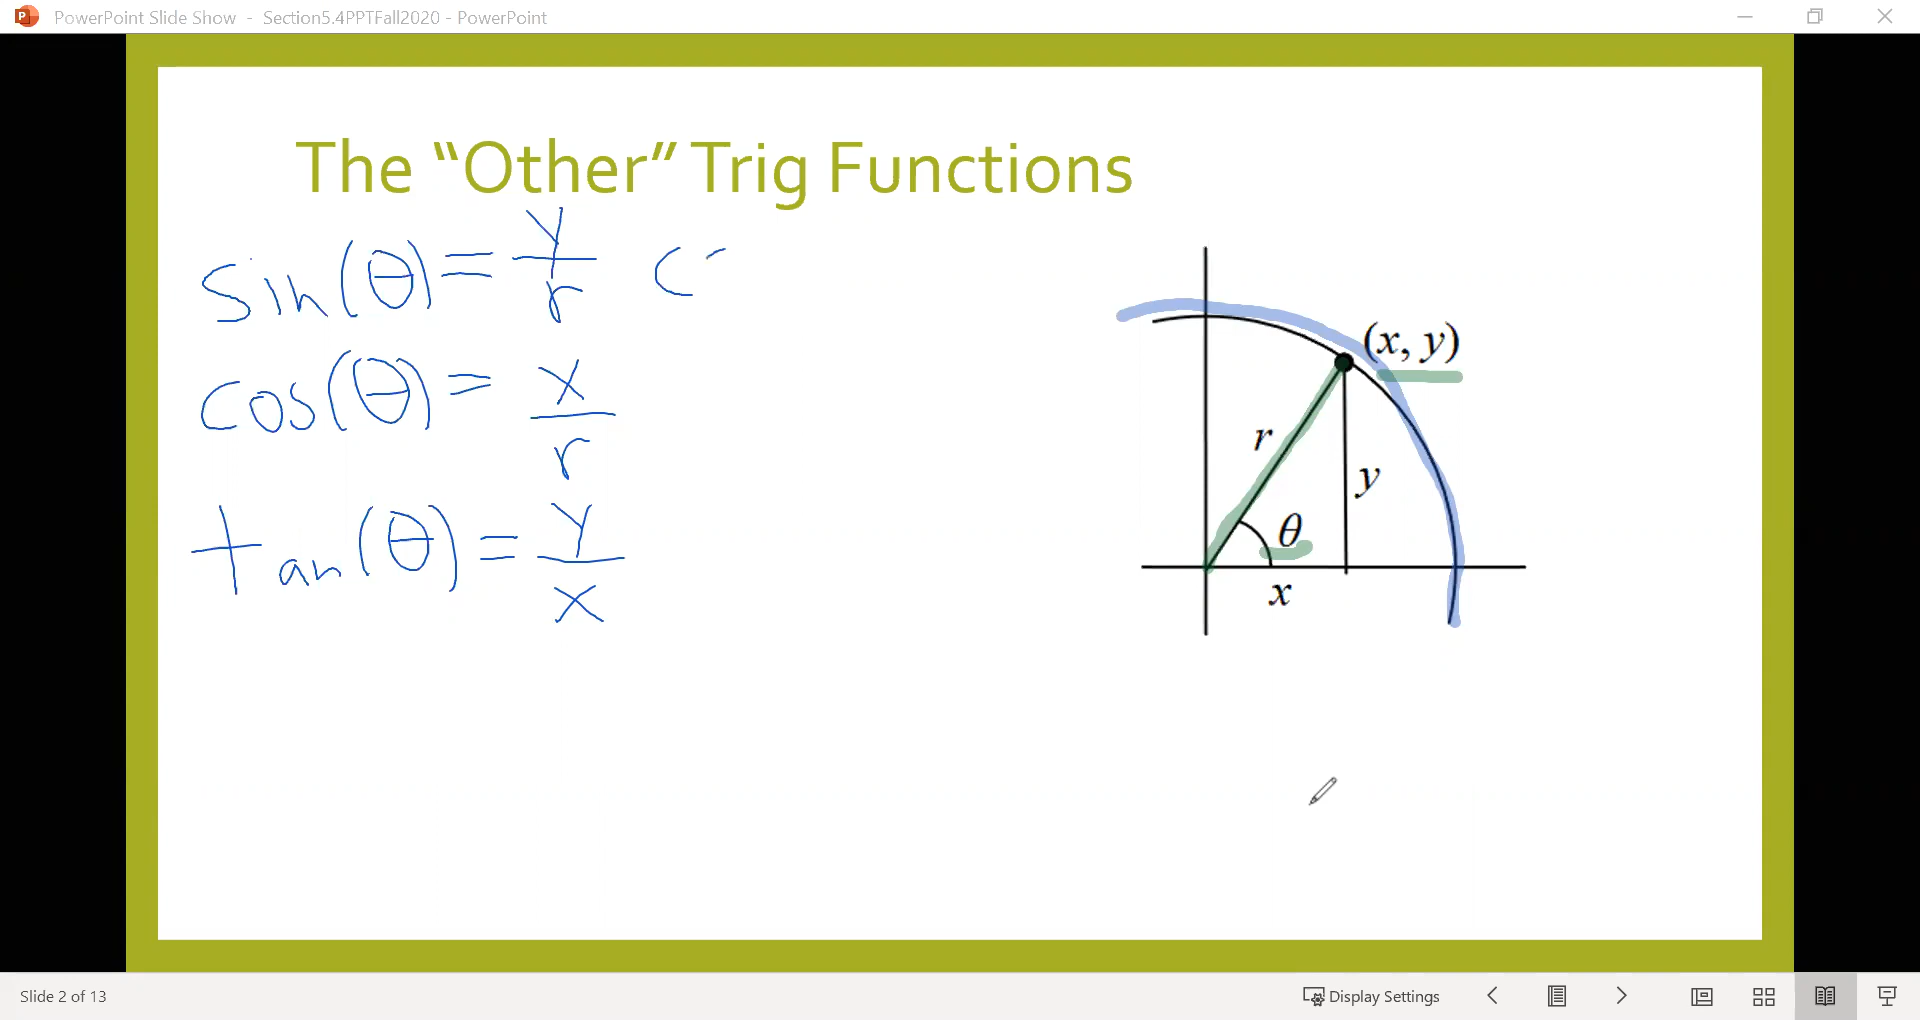 PowerPoint Slide Show - Section5.4PPTFall2020 - PowerPoint
The “Other” Trig Functions
sin(θ) = y/r c
cos(θ) = x/r
tan(θ) = y/x
(x, y)
r
y
θ
x
Slide 2 of 13
Display Settings